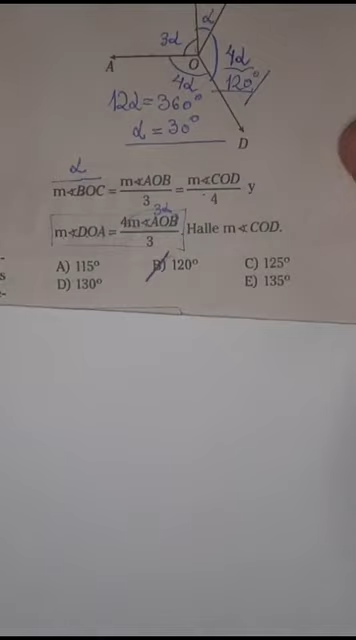 α
3α
A
O
4α
120°
4α
12α = 360°
α = 30°
D
α
m∢BOC = m∢AOB/3 = m∢COD/4 y
3α
m∢DOA = 4m∢AOB/3 . Halle m∢COD.
A) 115° B) 120° C) 125°
D) 130° E) 135°